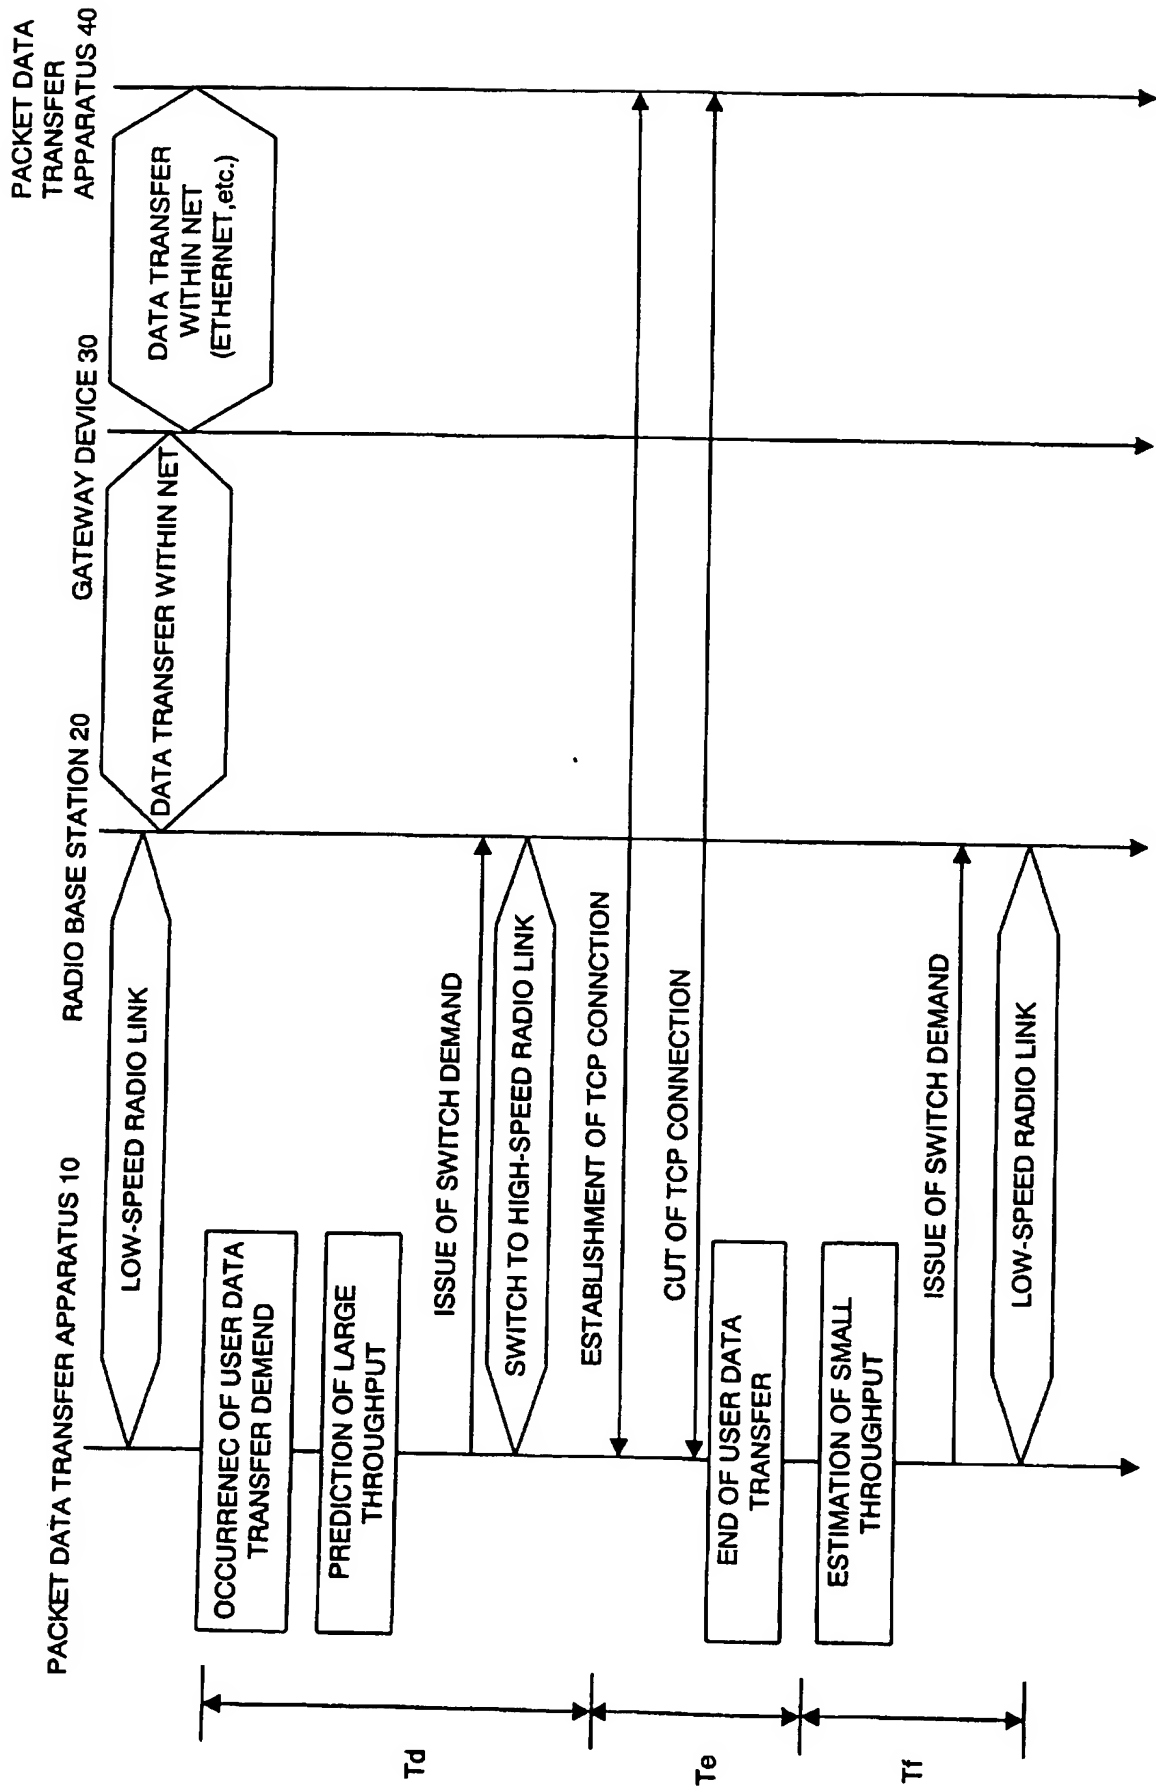 PACKET DATA TRANSFER APPARATUS 10
RADIO BASE STATION 20
GATEWAY DEVICE 30
PACKET DATA
TRANSFER
APPARATUS 40
LOW-SPEED RADIO LINK
DATA TRANSFER WITHIN NET
DATA TRANSFER
WITHIN NET
(ETHERNET,etc.)
OCCURRENEC OF USER DATA
TRANSFER DEMEND
PREDICTION OF LARGE
THROUGHPUT
ISSUE OF SWITCH DEMAND
SWITCH TO HIGH-SPEED RADIO LINK
Td
ESTABLISHMENT OF TCP CONNCTION
CUT OF TCP CONNECTION
END OF USER DATA
TRANSFER
Te
ESTIMATION OF SMALL
THROUGHPUT
ISSUE OF SWITCH DEMAND
LOW-SPEED RADIO LINK
Tf